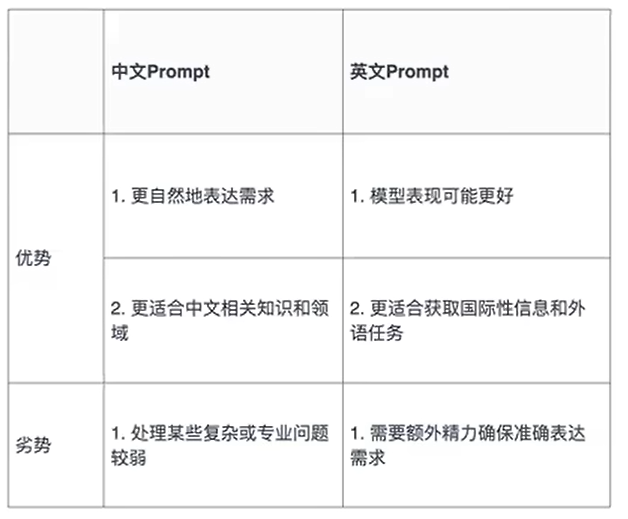 中文Prompt
英文Prompt
优势
1. 更自然地表达需求
1. 模型表现可能更好
2. 更适合中文相关知识和领
域
2. 更适合获取国际性信息和外
语任务
劣势
1. 处理某些复杂或专业问题
较弱
1. 需要额外精力确保准确表达
需求